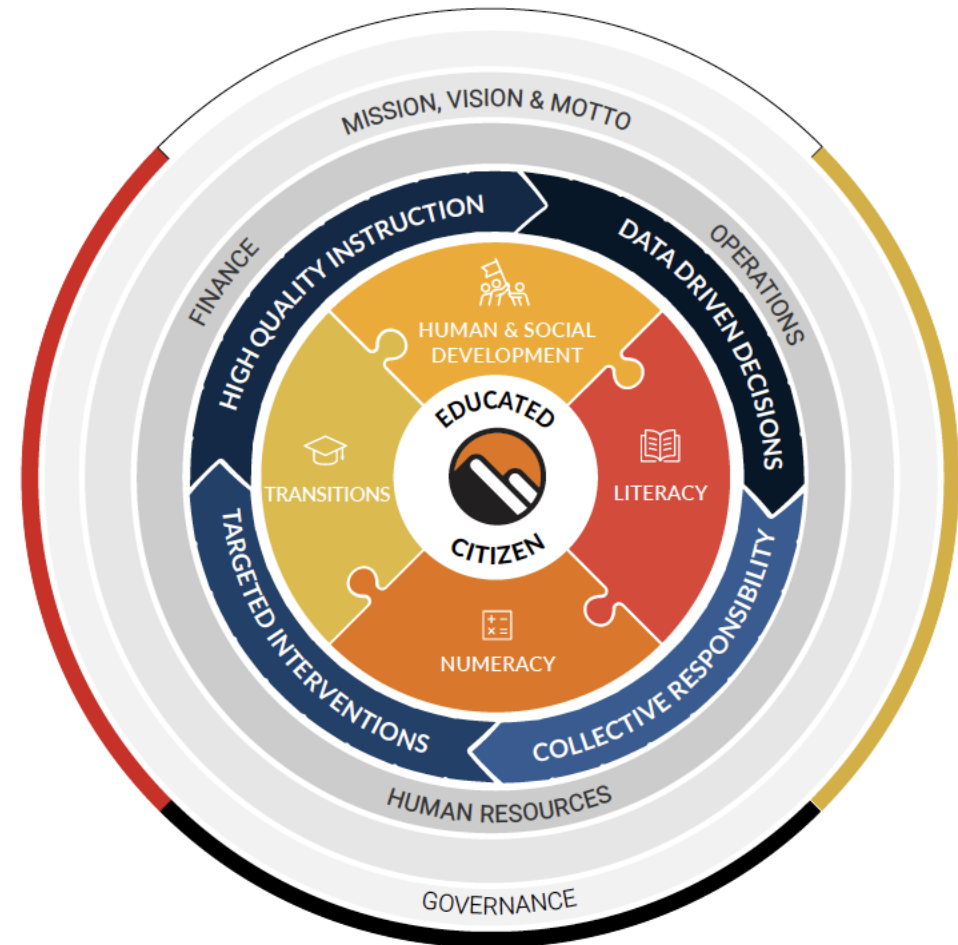 MISSION, VISION & MOTTO
FINANCE
OPERATIONS
HUMAN RESOURCES
GOVERNANCE
HIGH QUALITY INSTRUCTION
DATA DRIVEN DECISIONS
COLLECTIVE RESPONSIBILITY
TARGETED INTERVENTIONS
HUMAN & SOCIAL
DEVELOPMENT
TRANSITIONS
LITERACY
NUMERACY
EDUCATED
CITIZEN